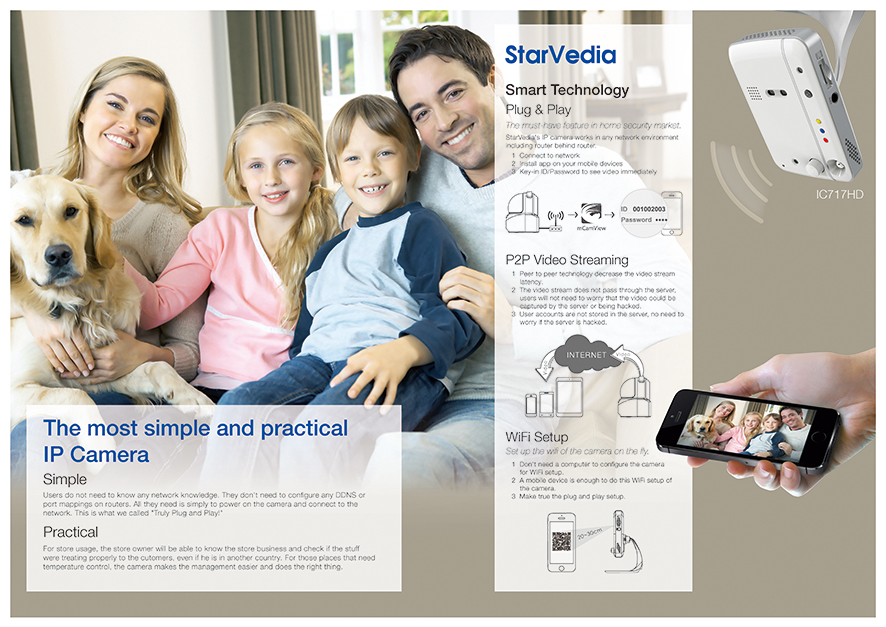 StarVedia
Smart Technology
Plug & Play
The must-have feature in home security market.
StarVedia's IP camera works in any network environment
including router behind router.
1 Connect to network
2 Install app on your mobile devices
3 Key-in ID/Password to see video immediately
ID 001002003
Password ••••
mCamView
P2P Video Streaming
1 Peer to peer technology decrease the video stream
latency.
2 The video stream does not pass through the server,
users will not need to worry that the video could be
captured by the server or being hacked.
3 User accounts are not stored in the server, no need to
worry if the server is hacked.
INTERNET
Video
WiFi Setup
Set up the wifi of the camera on the fly.
1 Don't need a computer to configure the camera
for WiFi setup.
2 A mobile device is enough to do this WiFi setup of
the camera.
3 Make true the plug and play setup.
20~30cm
IC717HD
The most simple and practical
IP Camera
Simple
Users do not need to know any network knowledge. They don't need to configure any DDNS or
port mappings on routers. All they need is simply to power on the camera and connect to the
network. This is what we called "Truly Plug and Play!"
Practical
For store usage, the store owner will be able to know the store business and check if the stuff
were treating properly to the cutomers, even if he is in another country. For those places that need
temperature control, the camera makes the management easier and does the right thing.